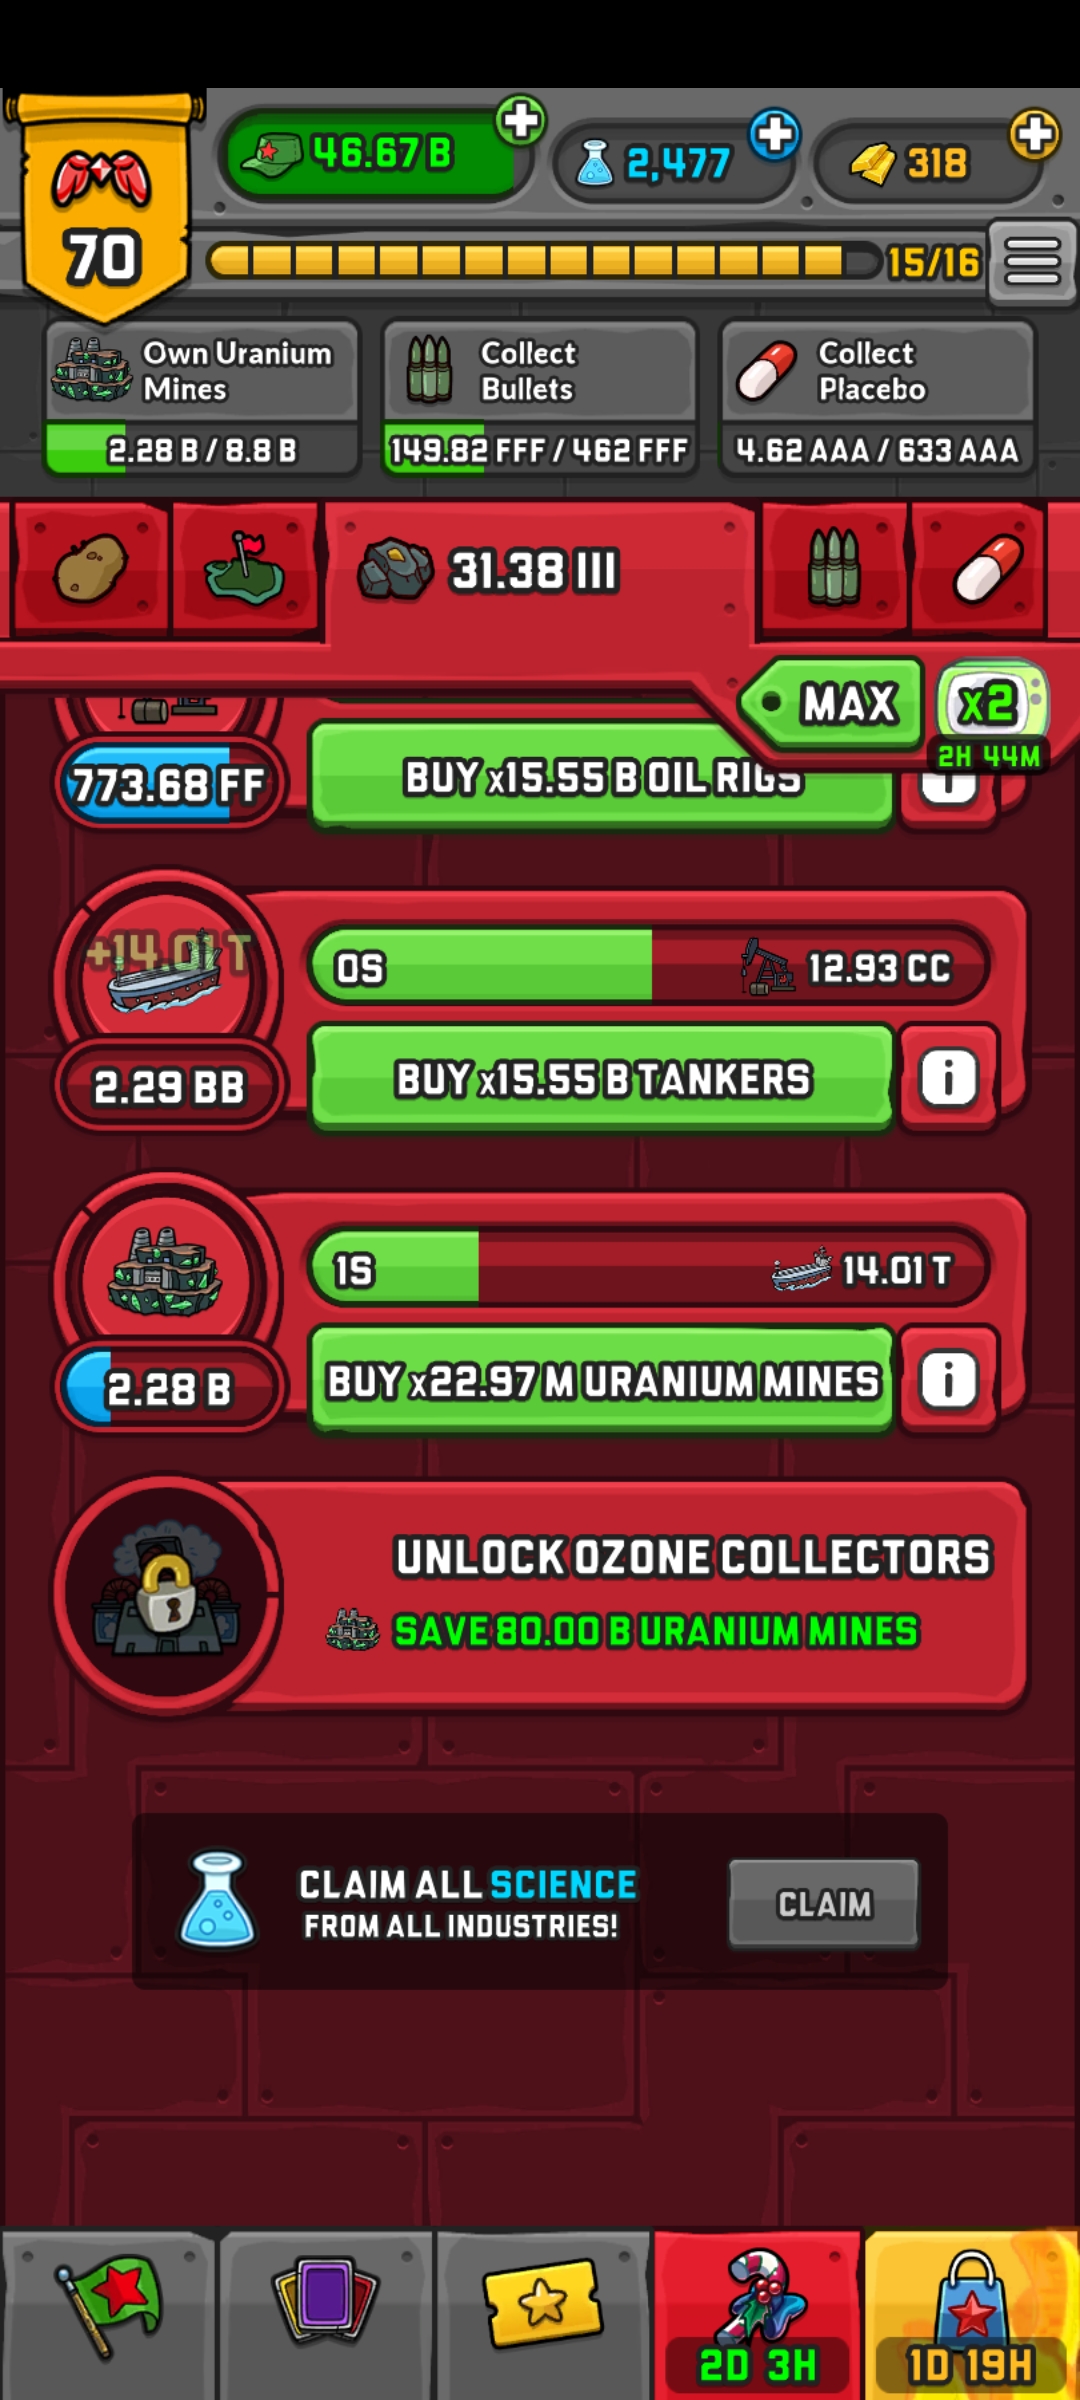 46.67 B
2,477
318
70
15/16
Own Uranium
Mines
2.28 B / 8.8 B
Collect
Bullets
149.82 FFF / 462 FFF
Collect
Placebo
4.62 AAA / 633 AAA
31.38 III
MAX
x2
2H 44M
773.68 FF
BUY x15.55 B OIL RIGS
+14.01 T
0S
12.93 CC
2.29 BB
BUY x15.55 B TANKERS
i
1S
14.01 T
2.28 B
BUY x22.97 M URANIUM MINES
i
UNLOCK OZONE COLLECTORS
SAVE 80.00 B URANIUM MINES
CLAIM ALL SCIENCE
FROM ALL INDUSTRIES!
CLAIM
2D 3H
1D 19H